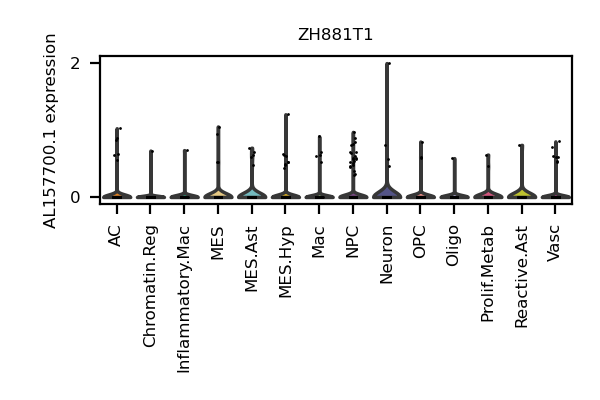 ZH881T1
AL157700.1 expression
2
0
AC
Chromatin.Reg
Inflammatory.Mac
MES
MES.Ast
MES.Hyp
Mac
NPC
Neuron
OPC
Oligo
Prolif.Metab
Reactive.Ast
Vasc